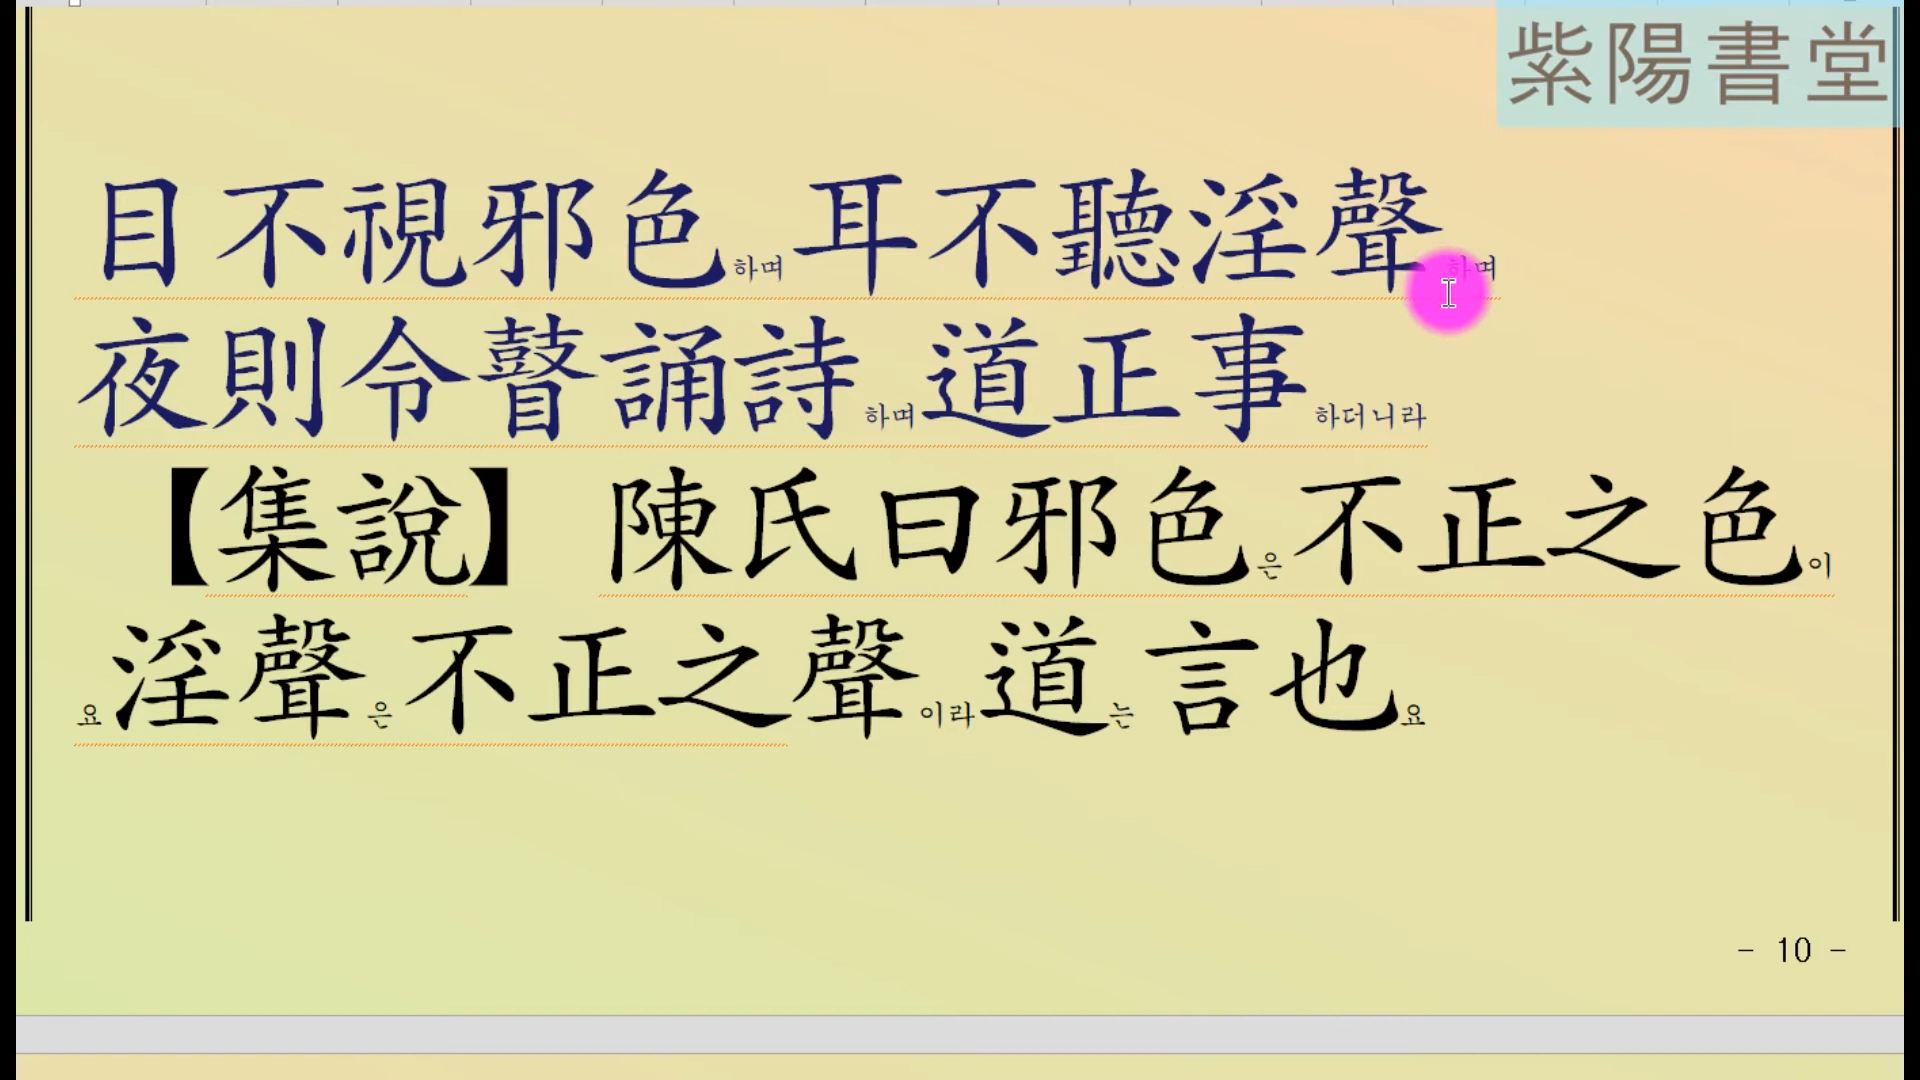 紫陽書堂
目不視邪色하며 耳不聽淫聲하며
夜則令瞽誦詩하며 道正事하더니라
【集說】 陳氏曰邪色은 不正之色이
요 淫聲은 不正之聲이라 道는 言也요
- 10 -